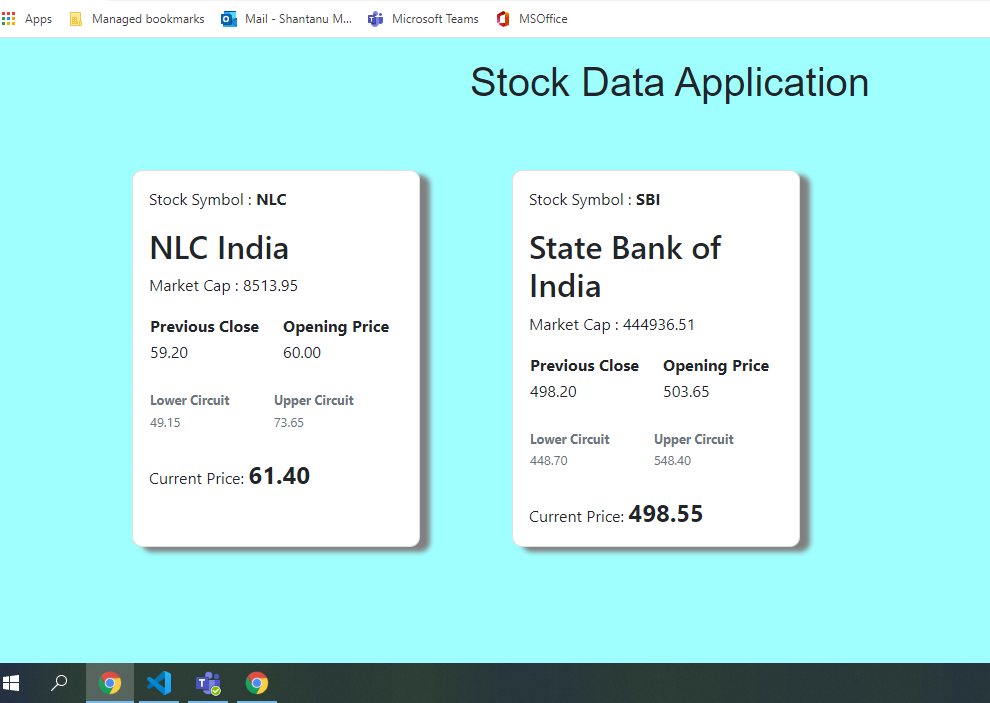 Apps Managed bookmarks Mail - Shantanu M... Microsoft Teams MSOffice
Stock Data Application
Stock Symbol : NLC
NLC India
Market Cap : 8513.95
Previous Close Opening Price
59.20 60.00
Lower Circuit Upper Circuit
49.15 73.65
Current Price: 61.40
Stock Symbol : SBI
State Bank of
India
Market Cap : 444936.51
Previous Close Opening Price
498.20 503.65
Lower Circuit Upper Circuit
448.70 548.40
Current Price: 498.55